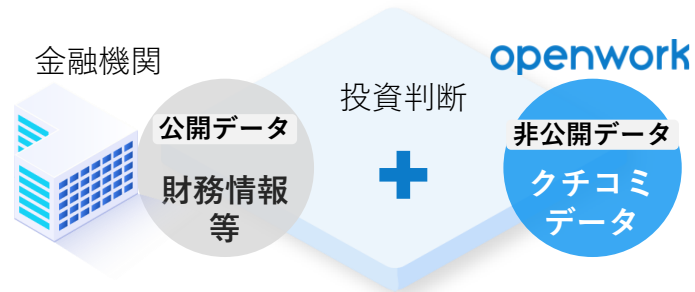 金融機関
公開データ
財務情報
等
投資判断
+
openwork
非公開データ
クチコミ
データ